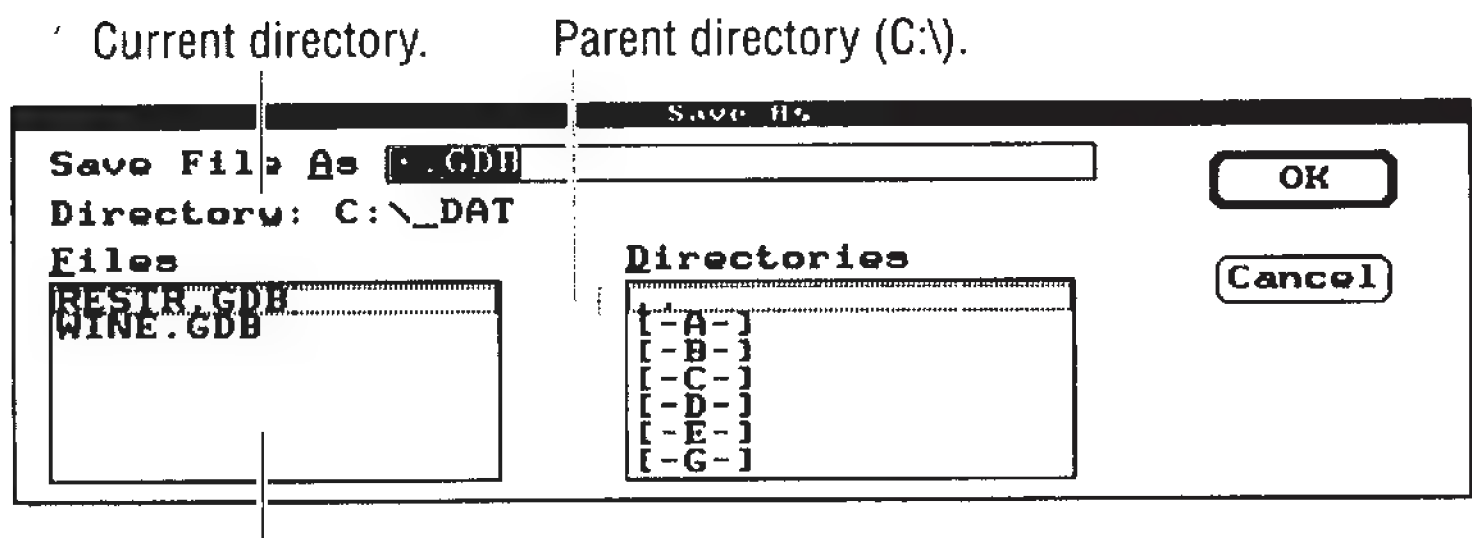 Current directory. Parent directory (C:\).
Save As
Save File As *.GDB
Directory: C:\_DAT
OK
Files
Directories
Cancel
RESTR.GDB
WINE.GDB
[-A-]
[-B-]
[-C-]
[-D-]
[-E-]
[-G-]